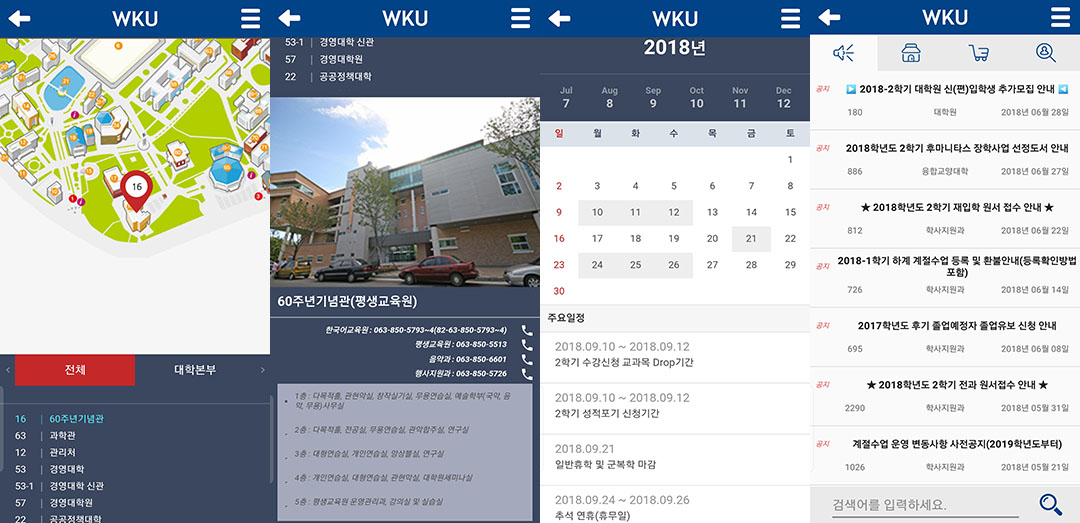 WKU
16
전체
대학본부
16 | 60주년기념관
63 | 과학관
12 | 관리처
53 | 경영대학
53-1 | 경영대학 신관
57 | 경영대학원
22 | 공공정책대학
WKU
53-1 | 경영대학 신관
57 | 경영대학원
22 | 공공정책대학
60주년기념관(평생교육원)
한국어교육원 : 063-850-5793~4(82-63-850-5793~4)
평생교육원 : 063-850-5513
음악과 : 063-850-6601
행사지원과 : 063-850-5726
1층 : 다목적홀, 관현악실, 창작실기실, 무용연습실, 예술학부(국악, 음
악, 무용)사무실
2층 : 다목적홀, 전공실, 무용연습실, 관악합주실, 연구실
3층 : 대형연습실, 개인연습실, 앙상블실, 연구실
4층 : 개인연습실, 대형연습실, 관현악실, 대학원세미나실
5층 : 평생교육원 운영관리과, 강의실 및 실습실
WKU
2018년
Jul Aug Sep Oct Nov Dec
7 8 9 10 11 12
일 월 화 수 목 금 토
1
2 3 4 5 6 7 8
9 10 11 12 13 14 15
16 17 18 19 20 21 22
23 24 25 26 27 28 29
30
주요일정
2018.09.10 ~ 2018.09.12
2학기 수강신청 교과목 Drop기간
2018.09.10 ~ 2018.09.12
2학기 성적포기 신청기간
2018.09.21
일반휴학 및 군복학 마감
2018.09.24 ~ 2018.09.26
추석 연휴(휴무일)
WKU
공지 ▶ 2018-2학기 대학원 신(편)입학생 추가모집 안내 ◀
180 대학원 2018년 06월 28일
공지 2018학년도 2학기 후마니타스 장학사업 선정도서 안내
886 융합교양대학 2018년 06월 27일
공지 ★ 2018학년도 2학기 재입학 원서 접수 안내 ★
812 학사지원과 2018년 06월 22일
공지 2018-1학기 하계 계절수업 등록 및 환불안내(등록확인방법
포함)
726 학사지원과 2018년 06월 14일
공지 2017학년도 후기 졸업예정자 졸업유보 신청 안내
695 학사지원과 2018년 06월 08일
공지 ★ 2018학년도 2학기 전과 원서접수 안내 ★
2290 학사지원과 2018년 05월 31일
공지 계절수업 운영 변동사항 사전공지(2019학년도부터)
1026 학사지원과 2018년 05월 21일
검색어를 입력하세요.